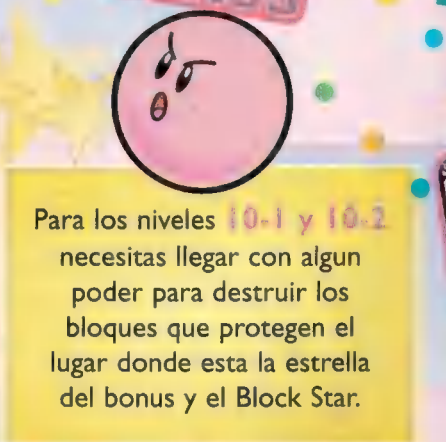 Para los niveles 10-1 y 10-2
necesitas llegar con algun
poder para destruir los
bloques que protegen el
lugar donde esta la estrella
del bonus y el Block Star.